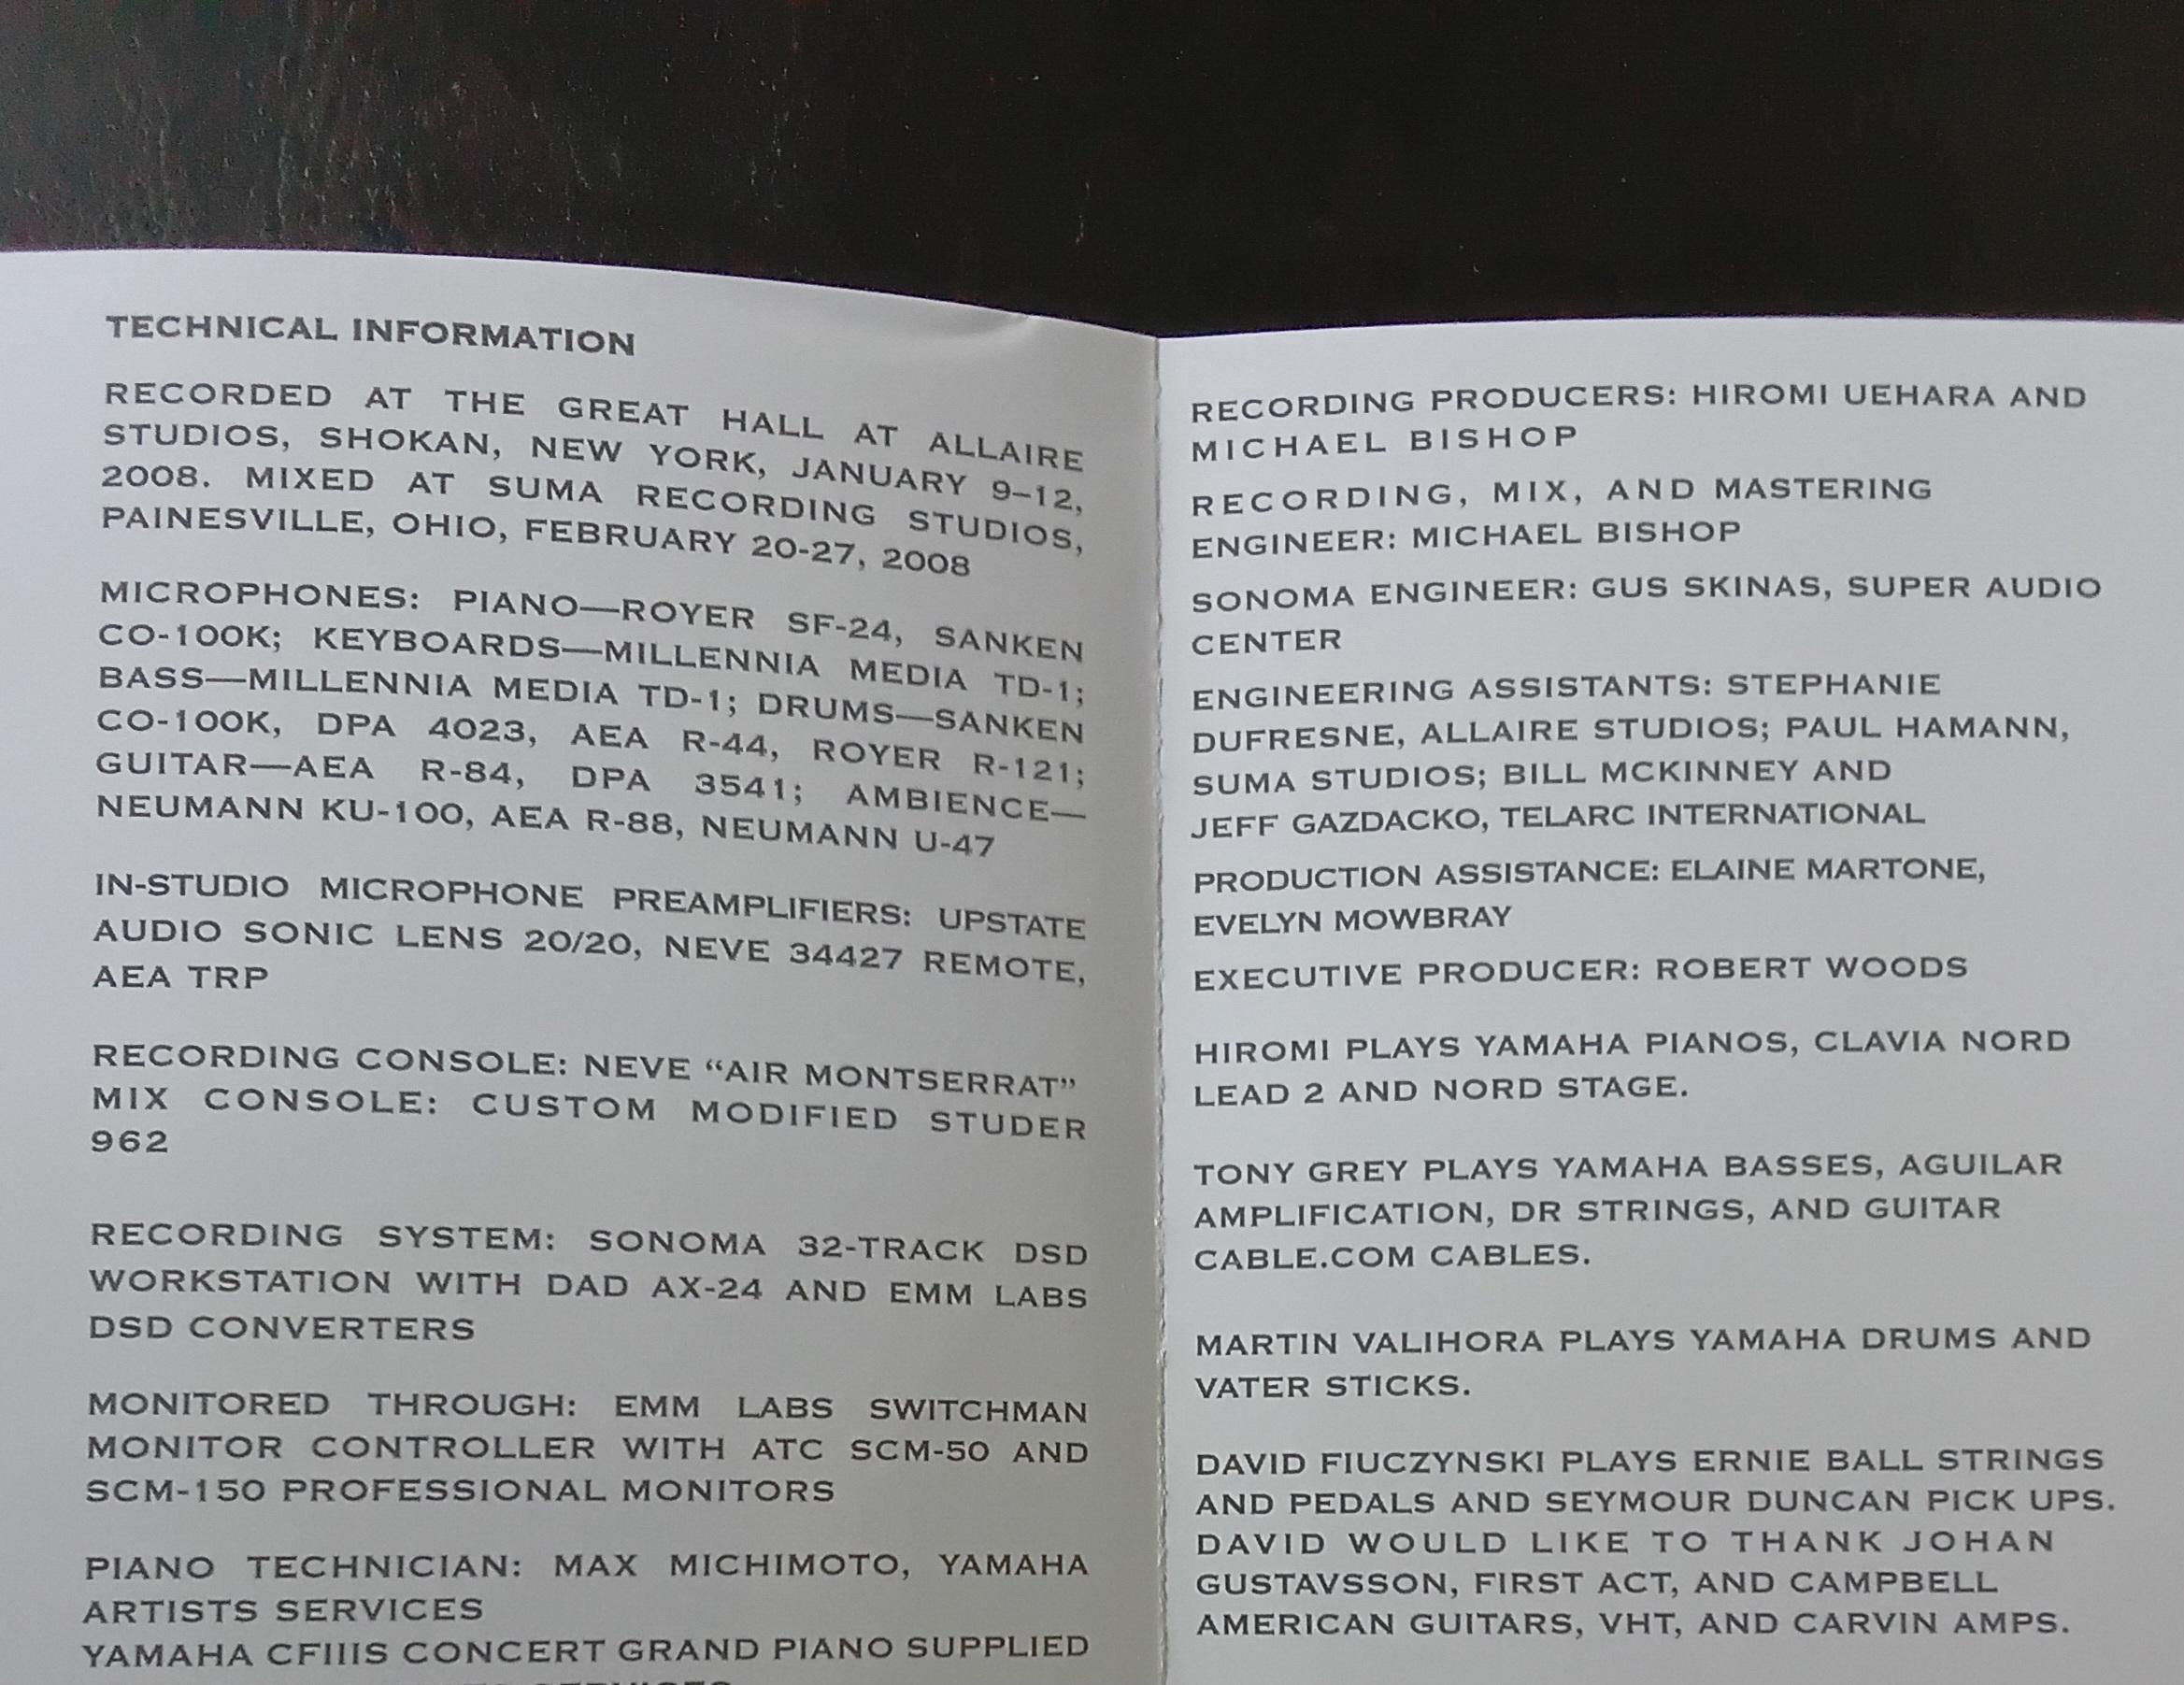 TECHNICAL INFORMATION
RECORDED AT THE GREAT HALL AT ALLAIRE
STUDIOS, SHOKAN, NEW YORK, JANUARY 9–12,
2008. MIXED AT SUMA RECORDING STUDIOS,
PAINESVILLE, OHIO, FEBRUARY 20-27, 2008
MICROPHONES: PIANO—ROYER SF-24, SANKEN
CO-100K; KEYBOARDS—MILLENNIA MEDIA TD-1;
BASS—MILLENNIA MEDIA TD-1; DRUMS—SANKEN
CO-100K, DPA 4023, AEA R-44, ROYER R-121;
GUITAR—AEA R-84, DPA 3541; AMBIENCE—
NEUMANN KU-100, AEA R-88, NEUMANN U-47
IN-STUDIO MICROPHONE PREAMPLIFIERS: UPSTATE
AUDIO SONIC LENS 20/20, NEVE 34427 REMOTE,
AEA TRP
RECORDING CONSOLE: NEVE “AIR MONTSERRAT”
MIX CONSOLE: CUSTOM MODIFIED STUDER
962
RECORDING SYSTEM: SONOMA 32-TRACK DSD
WORKSTATION WITH DAD AX-24 AND EMM LABS
DSD CONVERTERS
MONITORED THROUGH: EMM LABS SWITCHMAN
MONITOR CONTROLLER WITH ATC SCM-50 AND
SCM-150 PROFESSIONAL MONITORS
PIANO TECHNICIAN: MAX MICHIMOTO, YAMAHA
ARTISTS SERVICES
YAMAHA CFIIIS CONCERT GRAND PIANO SUPPLIED
RECORDING PRODUCERS: HIROMI UEHARA AND
MICHAEL BISHOP
RECORDING, MIX, AND MASTERING
ENGINEER: MICHAEL BISHOP
SONOMA ENGINEER: GUS SKINAS, SUPER AUDIO
CENTER
ENGINEERING ASSISTANTS: STEPHANIE
DUFRESNE, ALLAIRE STUDIOS; PAUL HAMANN,
SUMA STUDIOS; BILL MCKINNEY AND
JEFF GAZDACKO, TELARC INTERNATIONAL
PRODUCTION ASSISTANCE: ELAINE MARTONE,
EVELYN MOWBRAY
EXECUTIVE PRODUCER: ROBERT WOODS
HIROMI PLAYS YAMAHA PIANOS, CLAVIA NORD
LEAD 2 AND NORD STAGE.
TONY GREY PLAYS YAMAHA BASSES, AGUILAR
AMPLIFICATION, DR STRINGS, AND GUITAR
CABLE.COM CABLES.
MARTIN VALIHORA PLAYS YAMAHA DRUMS AND
VATER STICKS.
DAVID FIUCZYNSKI PLAYS ERNIE BALL STRINGS
AND PEDALS AND SEYMOUR DUNCAN PICK UPS.
DAVID WOULD LIKE TO THANK JOHAN
GUSTAVSSON, FIRST ACT, AND CAMPBELL
AMERICAN GUITARS, VHT, AND CARVIN AMPS.